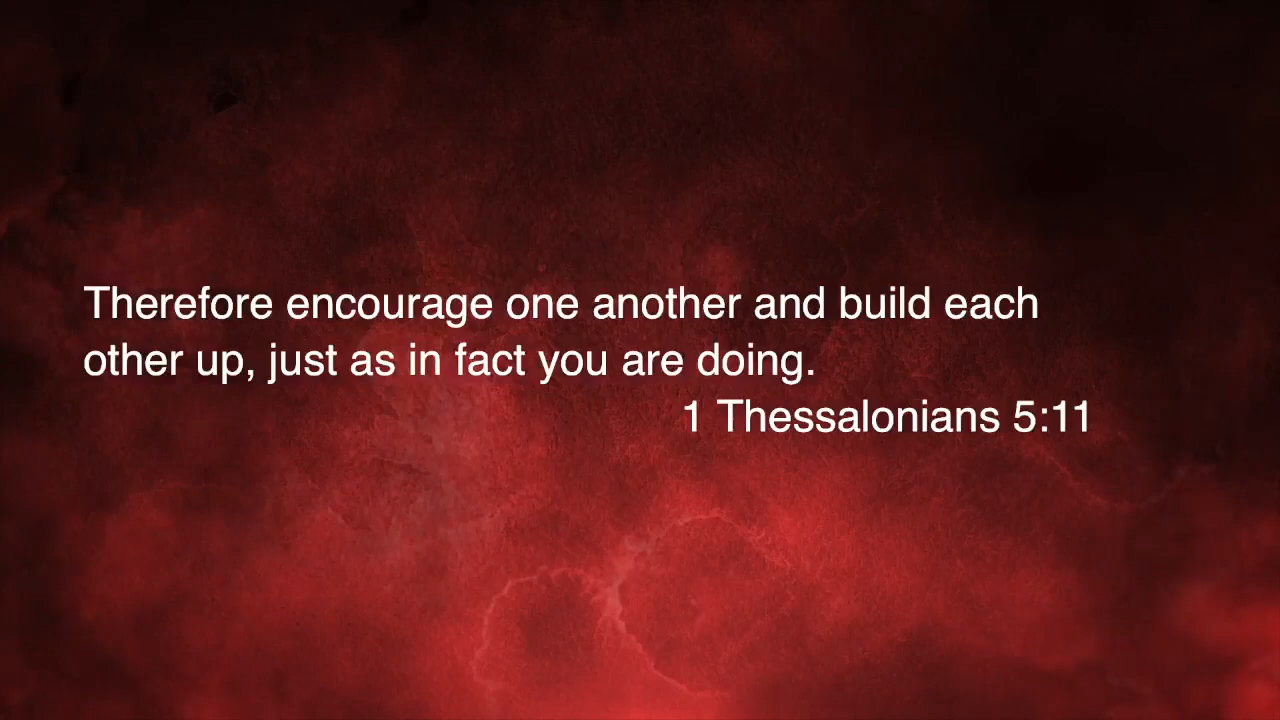 Therefore encourage one another and build each
other up, just as in fact you are doing.
1 Thessalonians 5:11